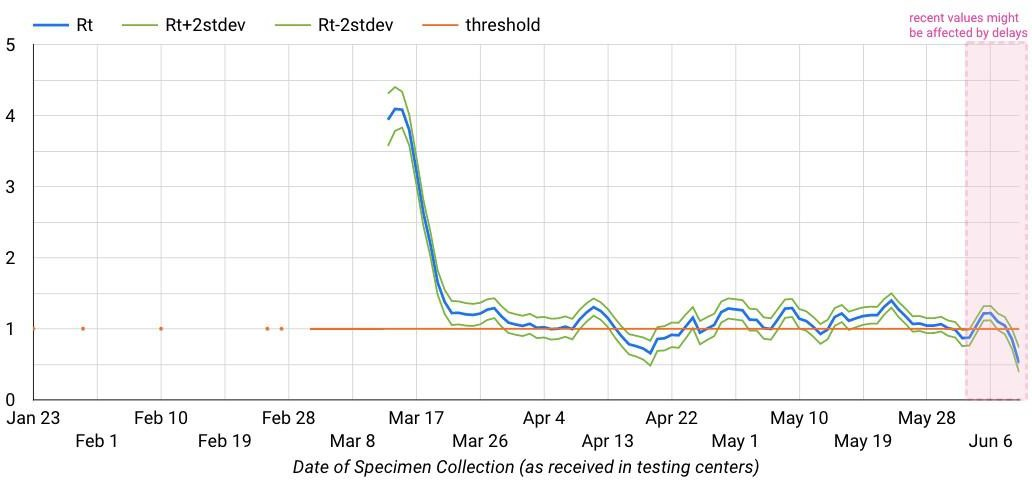 Rt Rt+2stdev Rt-2stdev threshold
recent values might
be affected by delays
5
4
3
2
1
0
Jan 23 Feb 10 Feb 28 Mar 17 Apr 4 Apr 22 May 10 May 28
Feb 1 Feb 19 Mar 8 Mar 26 Apr 13 May 1 May 19 Jun 6
Date of Specimen Collection (as received in testing centers)